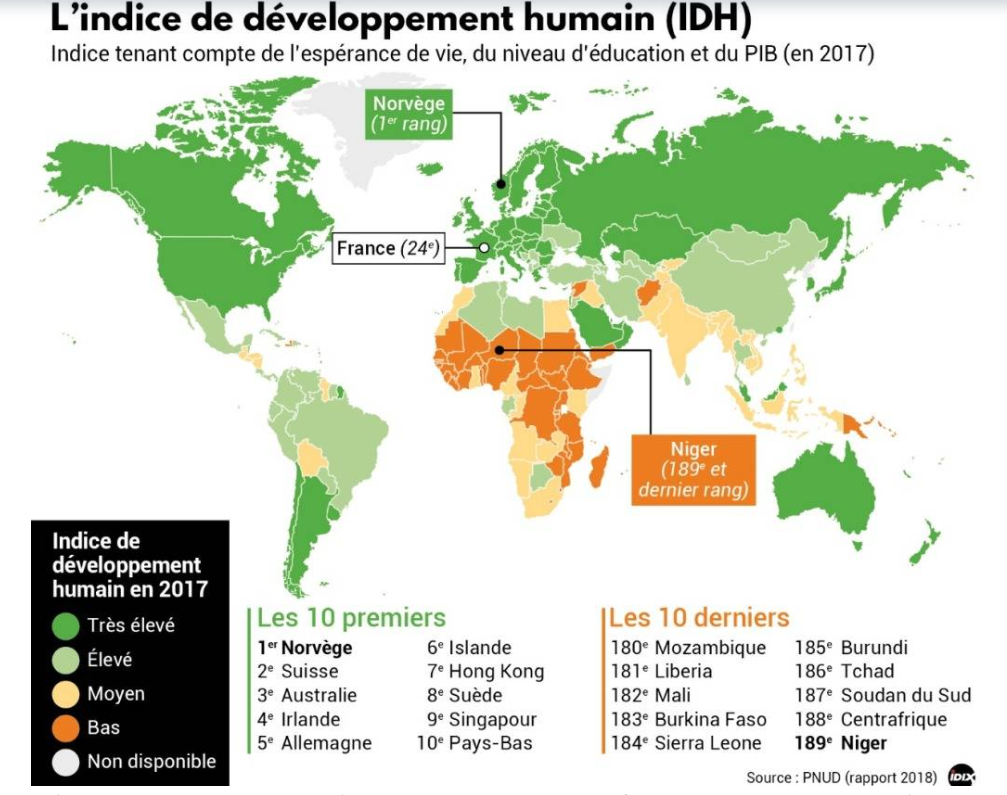 L'indice de développement humain (IDH)
Indice tenant compte de l'espérance de vie, du niveau d'éducation et du PIB (en 2017)
Norvège
(1er rang)
France (24e)
Niger
(189e et
dernier rang)
Indice de
développement
humain en 2017
Très élevé
Élevé
Moyen
Bas
Non disponible
Les 10 premiers
1er Norvège
2e Suisse
3e Australie
4e Irlande
5e Allemagne
6e Islande
7e Hong Kong
8e Suède
9e Singapour
10e Pays-Bas
Les 10 derniers
180e Mozambique
181e Liberia
182e Mali
183e Burkina Faso
184e Sierra Leone
185e Burundi
186e Tchad
187e Soudan du Sud
188e Centrafrique
189e Niger
Source : PNUD (rapport 2018)
IDIX